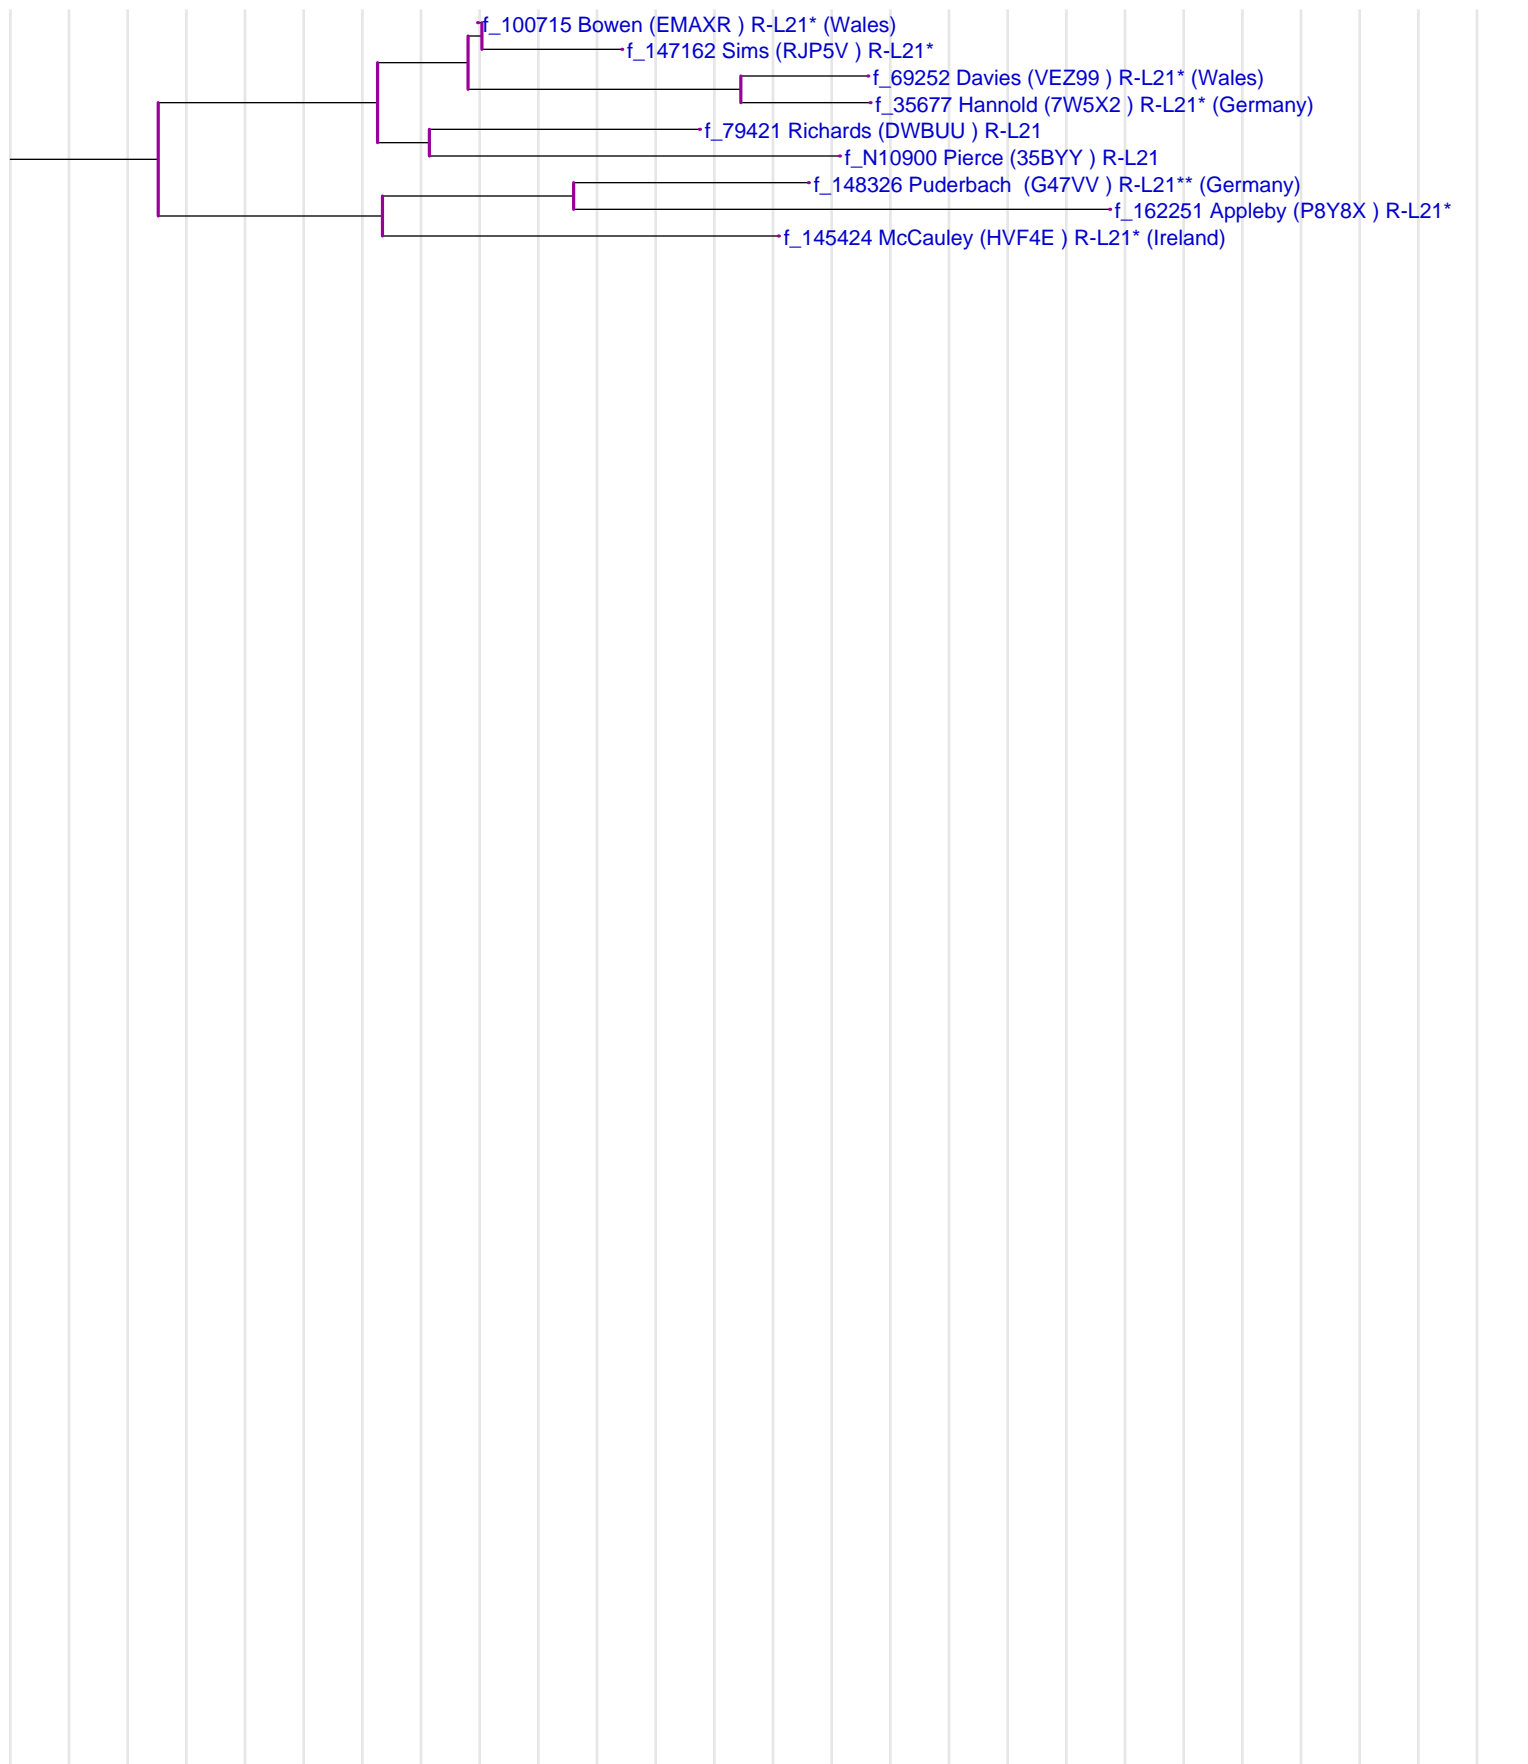 f_100715 Bowen (EMAXR ) R-L21* (Wales)
f_147162 Sims (RJP5V ) R-L21*
f_69252 Davies (VEZ99 ) R-L21* (Wales)
f_35677 Hannold (7W5X2 ) R-L21* (Germany)
f_79421 Richards (DWBUU ) R-L21
f_N10900 Pierce (35BYY ) R-L21
f_148326 Puderbach  (G47VV ) R-L21** (Germany)
f_162251 Appleby (P8Y8X ) R-L21*
f_145424 McCauley (HVF4E ) R-L21* (Ireland)